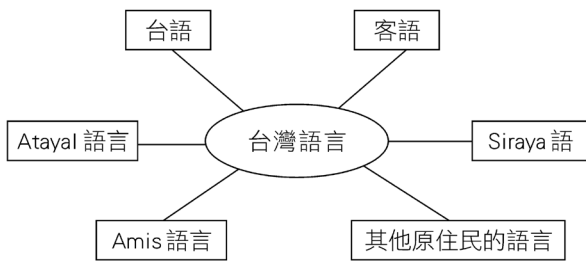 台語
客語
Atayal 語言
台灣語言
Siraya 語
Amis 語言
其他原住民的語言